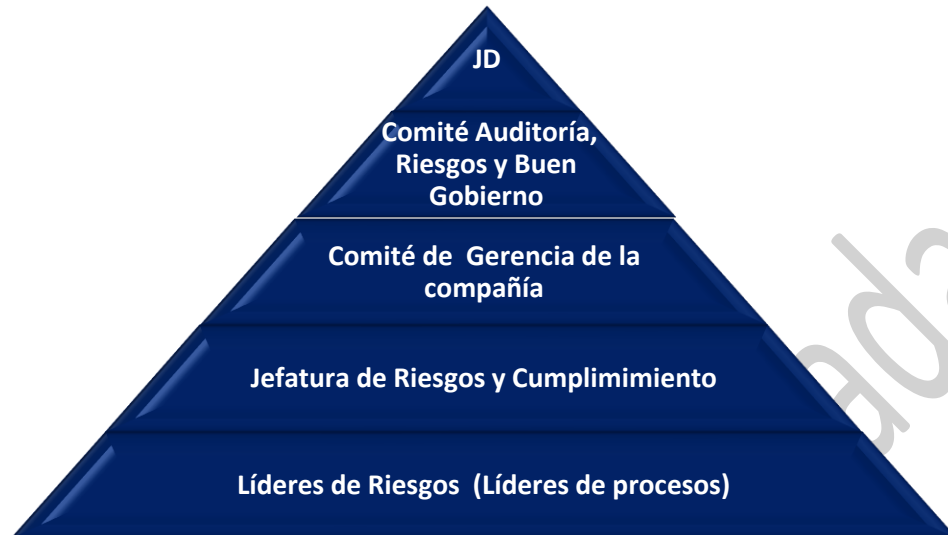 JD
Comité Auditoría,
Riesgos y Buen
Gobierno
Comité de  Gerencia de la
compañía
Jefatura de Riesgos y Cumplimimiento
Líderes de Riesgos  (Líderes de procesos)